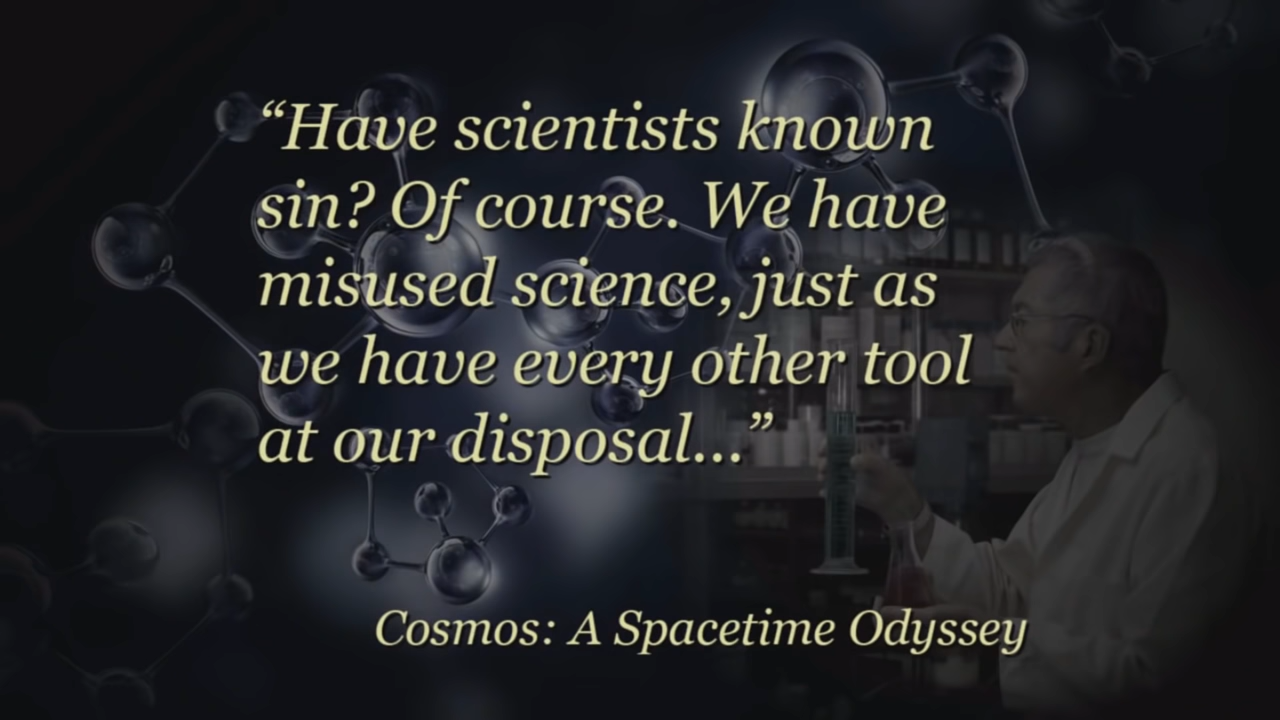 “Have scientists known
sin? Of course. We have
misused science, just as
we have every other tool
at our disposal...”
Cosmos: A Spacetime Odyssey